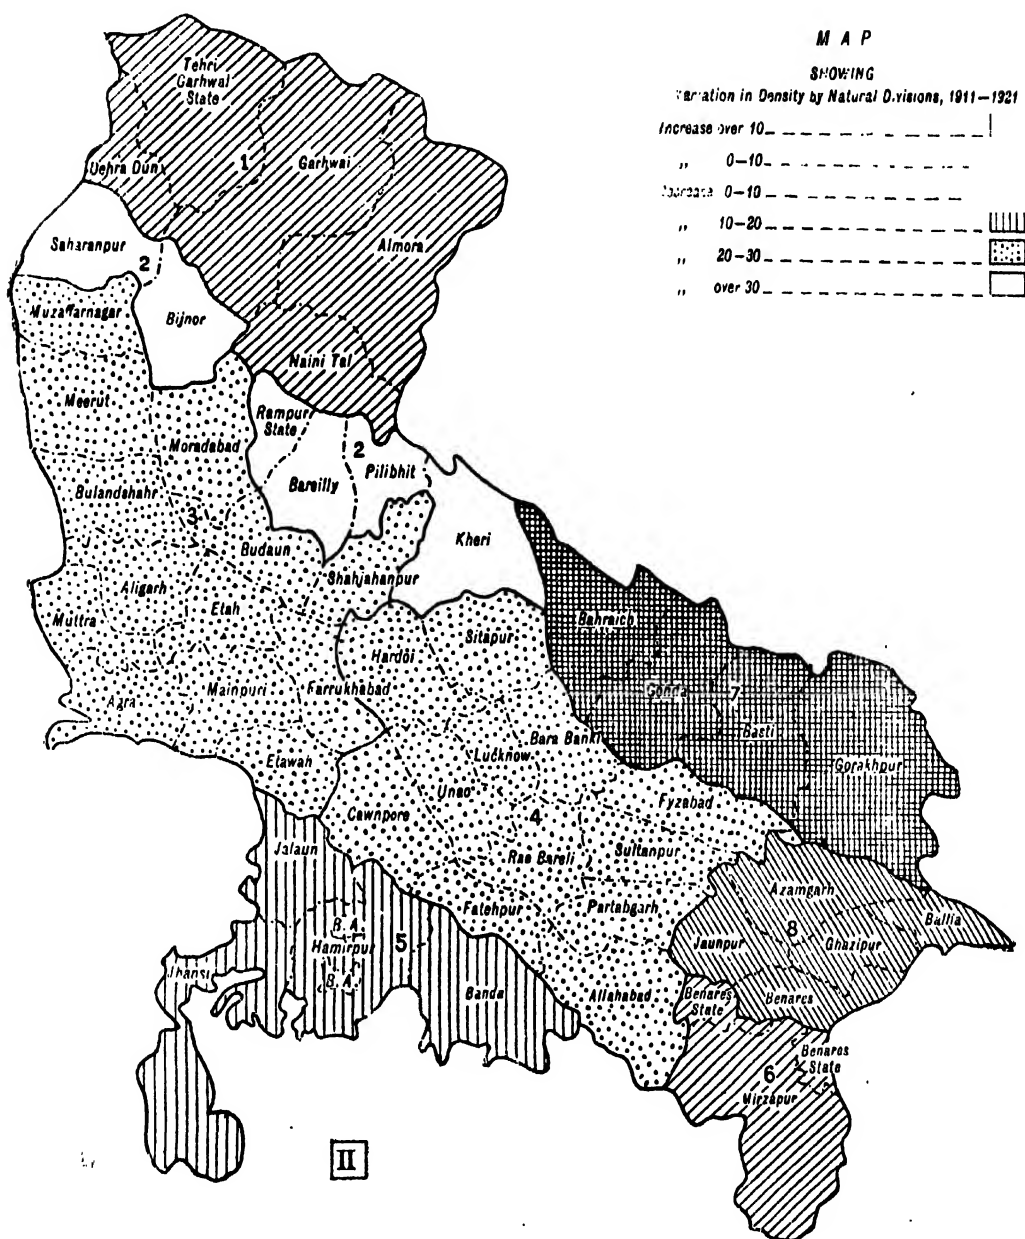 MAP
SHOWING
Variation in Density by Natural Divisions, 1911—1921
Increase over 10
„ 0—10
Decrease 0—10
„ 10—20
„ 20—30
„ over 30
Tehri
Garhwal
State
Dehra Dun
1
Garhwal
Almora
Saharanpur
2
Muzaffarnagar
Bijnor
Naini Tal
Meerut
Rampur
State
Moradabad
2
Pilibhit
Bareilly
Bulandshahr
3
Budaun
Kheri
Shahjahanpur
Aligarh
Etah
Muttra
Sitapur
Bahraich
Hardoi
Mainpuri
Farrukhabad
Agra
Gonda
7
Basti
Bara Banki
Lucknow
Etawah
Gorakhpur
Unao
Fyzabad
Cawnpore
4
Jalaun
Rae Bareli
Sultanpur
Azamgarh
Fatehpur
Partabgarh
Ballia
B. A.
Hamirpur
5
Jaunpur
8
Ghazipur
Jhansi
B. A.
Banda
Allahabad
Benares
State
Benares
Benares
State
6
Mirzapur
II